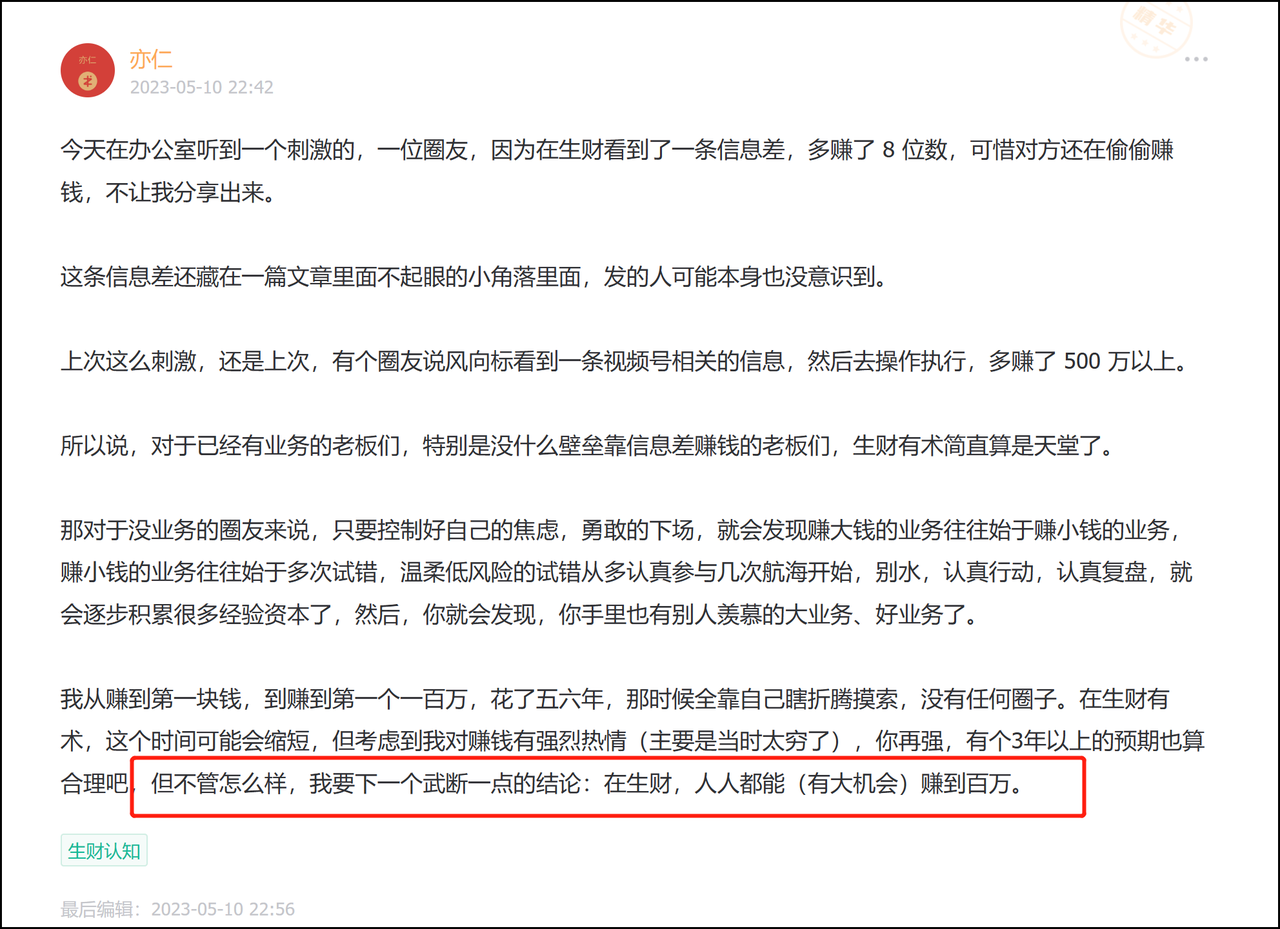 精华
亦仁
亦仁
2023-05-10 22:42
今天在办公室听到一个刺激的，一位圈友，因为在生财看到了一条信息差，多赚了 8 位数，可惜对方还在偷偷赚
钱，不让我分享出来。
这条信息差还藏在一篇文章里面不起眼的小角落里面，发的人可能本身也没意识到。
上次这么刺激，还是上次，有个圈友说风向标看到一条视频号相关的信息，然后去操作执行，多赚了 500 万以上。
所以说，对于已经有业务的老板们，特别是没什么壁垒靠信息差赚钱的老板们，生财有术简直算是天堂了。
那对于没业务的圈友来说，只要控制好自己的焦虑，勇敢的下场，就会发现赚大钱的业务往往始于赚小钱的业务，
赚小钱的业务往往始于多次试错，温柔低风险的试错从多认真参与几次航海开始，别水，认真行动，认真复盘，就
会逐步积累很多经验资本了，然后，你就会发现，你手里也有别人羡慕的大业务、好业务了。
我从赚到第一块钱，到赚到第一个一百万，花了五六年，那时候全靠自己瞎折腾摸索，没有任何圈子。在生财有
术，这个时间可能会缩短，但考虑到我对赚钱有强烈热情（主要是当时太穷了），你再强，有个3年以上的预期也算
合理吧，但不管怎么样，我要下一个武断一点的结论：在生财，人人都能（有大机会）赚到百万。
生财认知
最后编辑：2023-05-10 22:56